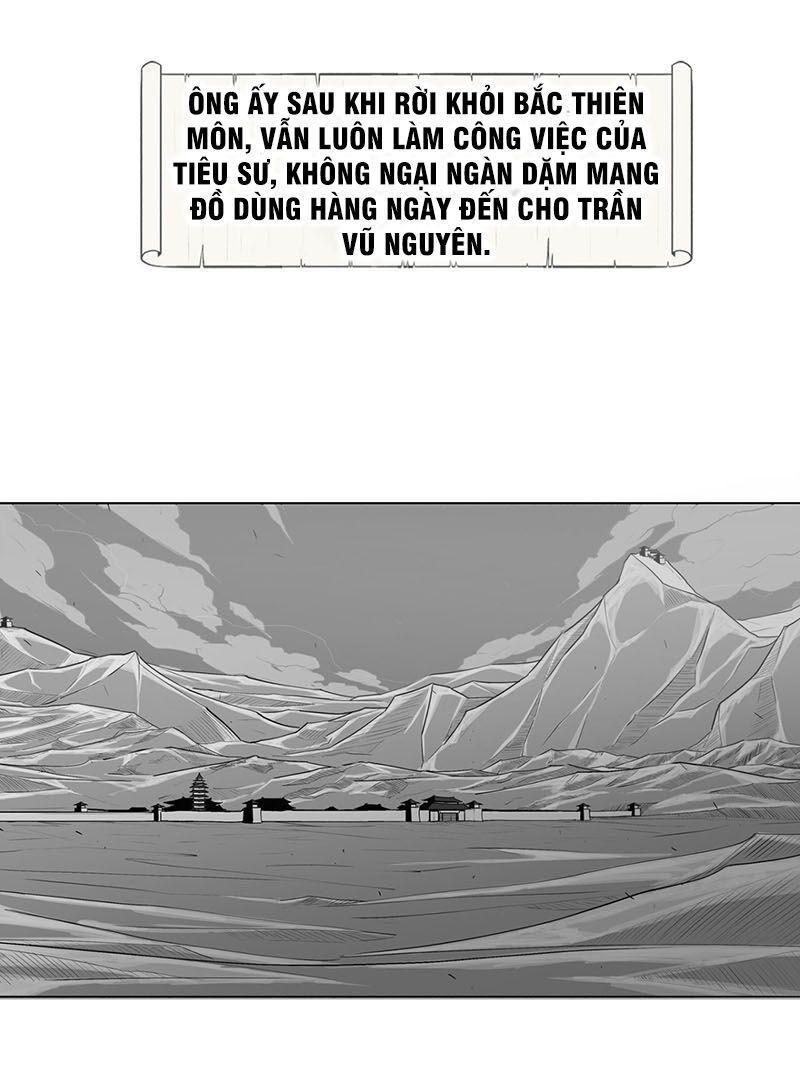 ÔNG ẤY SAU KHI RỜI KHỎI BẮC THIÊN
MÔN, VẪN LUÔN LÀM CÔNG VIỆC CỦA
TIÊU SƯ, KHÔNG NGẠI NGÀN DẶM MANG
ĐỒ DÙNG HÀNG NGÀY ĐẾN CHO TRẦN
VŨ NGUYÊN.